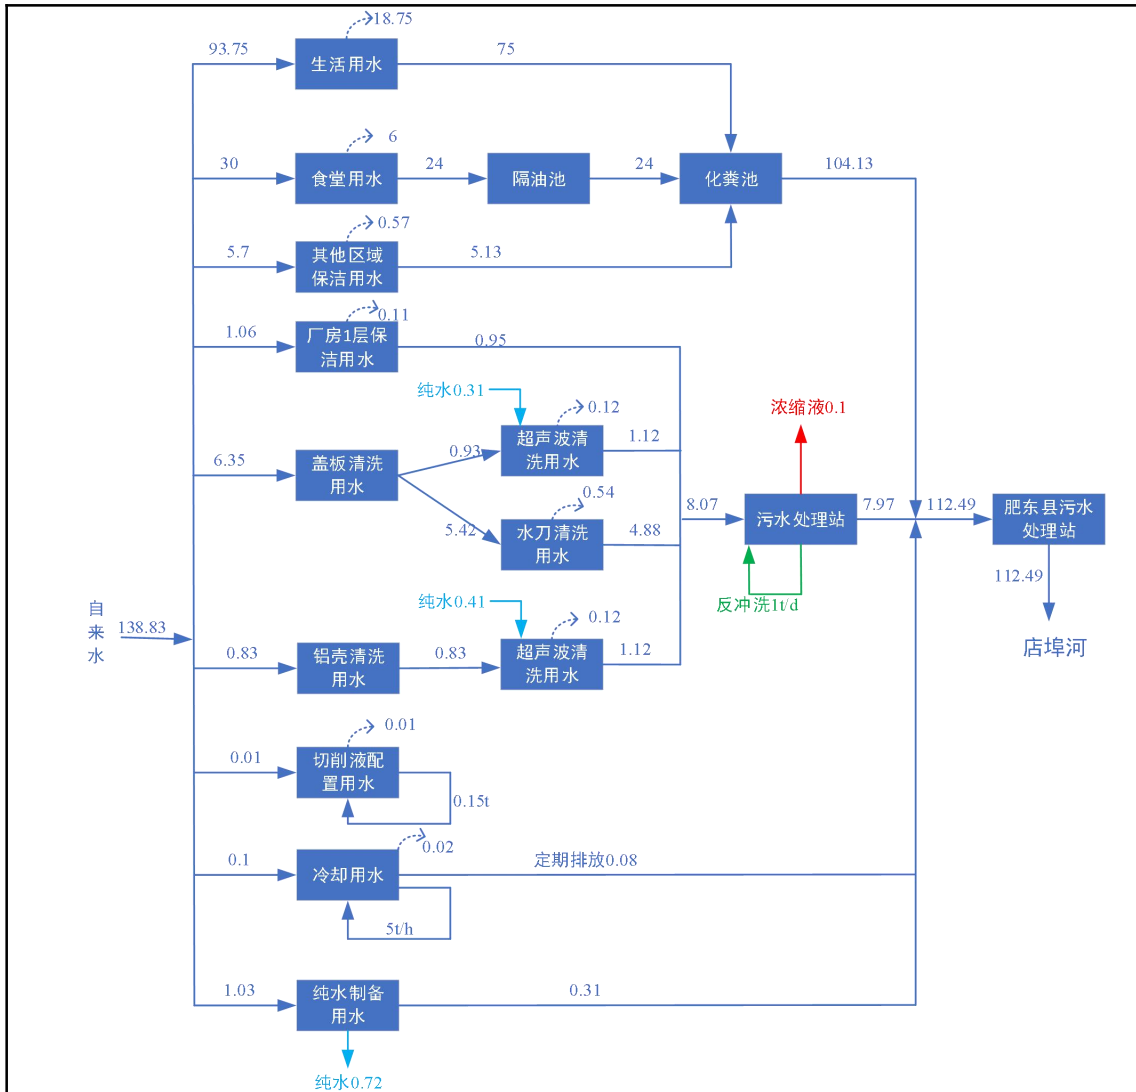 18.75
93.75
生活用水
75
6
30
食堂用水
24
隔油池
24
化粪池
104.13
0.57
5.7
其他区域
保洁用水
5.13
0.11
1.06
厂房1层保
洁用水
0.95
纯水0.31
0.12
浓缩液0.1
6.35
盖板清洗
用水
0.93
超声波清
洗用水
1.12
0.54
5.42
水刀清洗
用水
4.88
8.07
污水处理站
7.97
112.49
肥东县污水
处理站
112.49
店埠河
反冲洗1t/d
纯水0.41
0.12
自
来
水
138.83
0.83
铝壳清洗
用水
0.83
超声波清
洗用水
1.12
0.01
0.01
切削液配
置用水
0.15t
0.02
0.1
冷却用水
定期排放0.08
5t/h
1.03
纯水制备
用水
0.31
纯水0.72